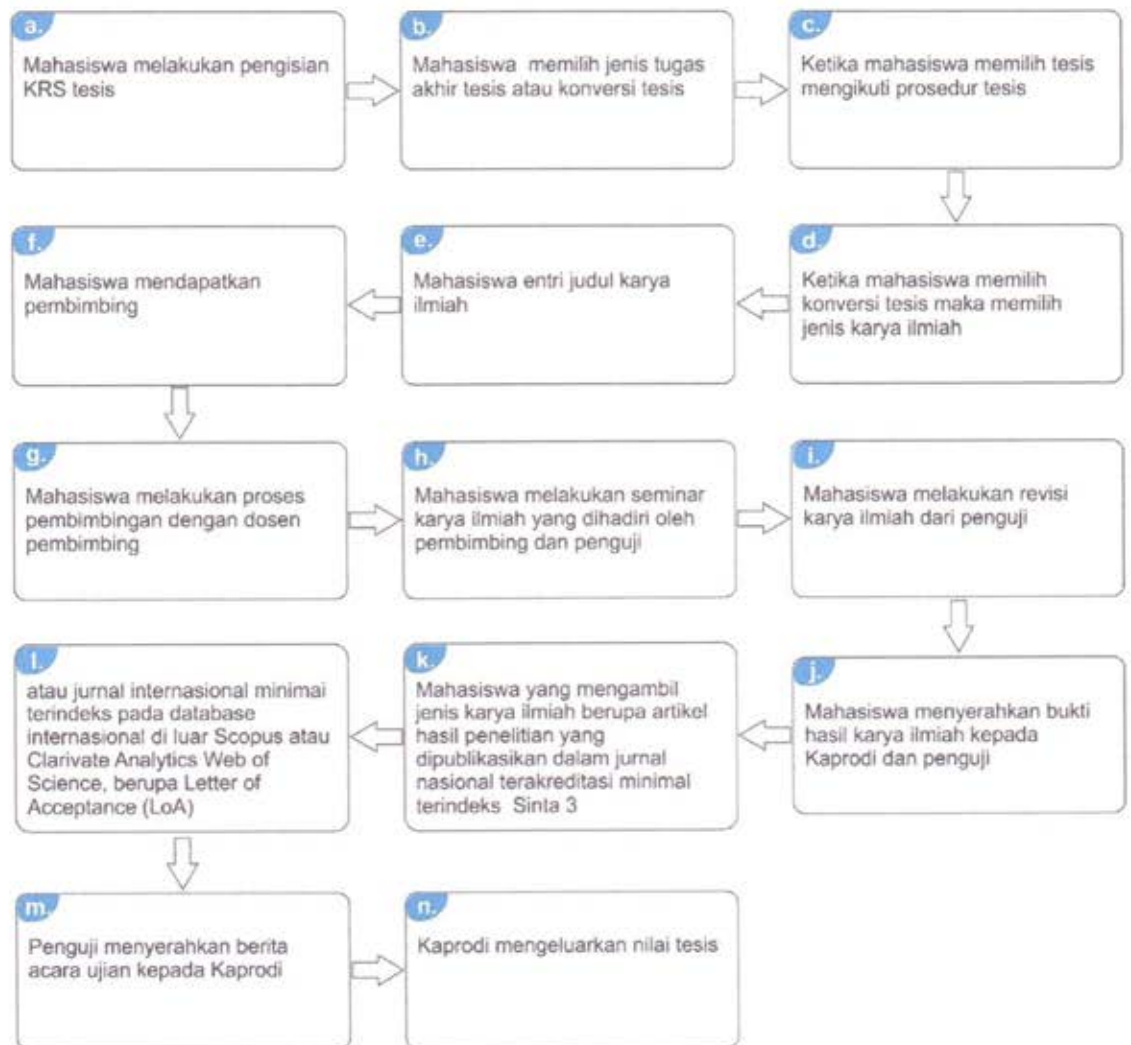 a.
Mahasiswa melakukan pengisian
KRS tesis
b.
Mahasiswa memilih jenis tugas
akhir tesis atau konversi tesis
c.
Ketika mahasiswa memilih tesis
mengikuti prosedur tesis
d.
Ketika mahasiswa memilih
konversi tesis maka memilih
jenis karya ilmiah
e.
Mahasiswa entri judul karya
ilmiah
f.
Mahasiswa mendapatkan
pembimbing
g.
Mahasiswa melakukan proses
pembimbingan dengan dosen
pembimbing
h.
Mahasiswa melakukan seminar
karya ilmiah yang dihadiri oleh
pembimbing dan penguji
i.
Mahasiswa melakukan revisi
karya ilmiah dari penguji
j.
Mahasiswa menyerahkan bukti
hasil karya ilmiah kepada
Kaprodi dan penguji
k.
Mahasiswa yang mengambil
jenis karya ilmiah berupa artikel
hasil penelitian yang
dipublikasikan dalam jurnal
nasional terakreditasi minimal
terindeks Sinta 3
l.
atau jurnal internasional minimal
terindeks pada database
internasional di luar Scopus atau
Clarivate Analytics Web of
Science, berupa Letter of
Acceptance (LoA)
m.
Penguji menyerahkan berita
acara ujian kepada Kaprodi
n.
Kaprodi mengeluarkan nilai tesis